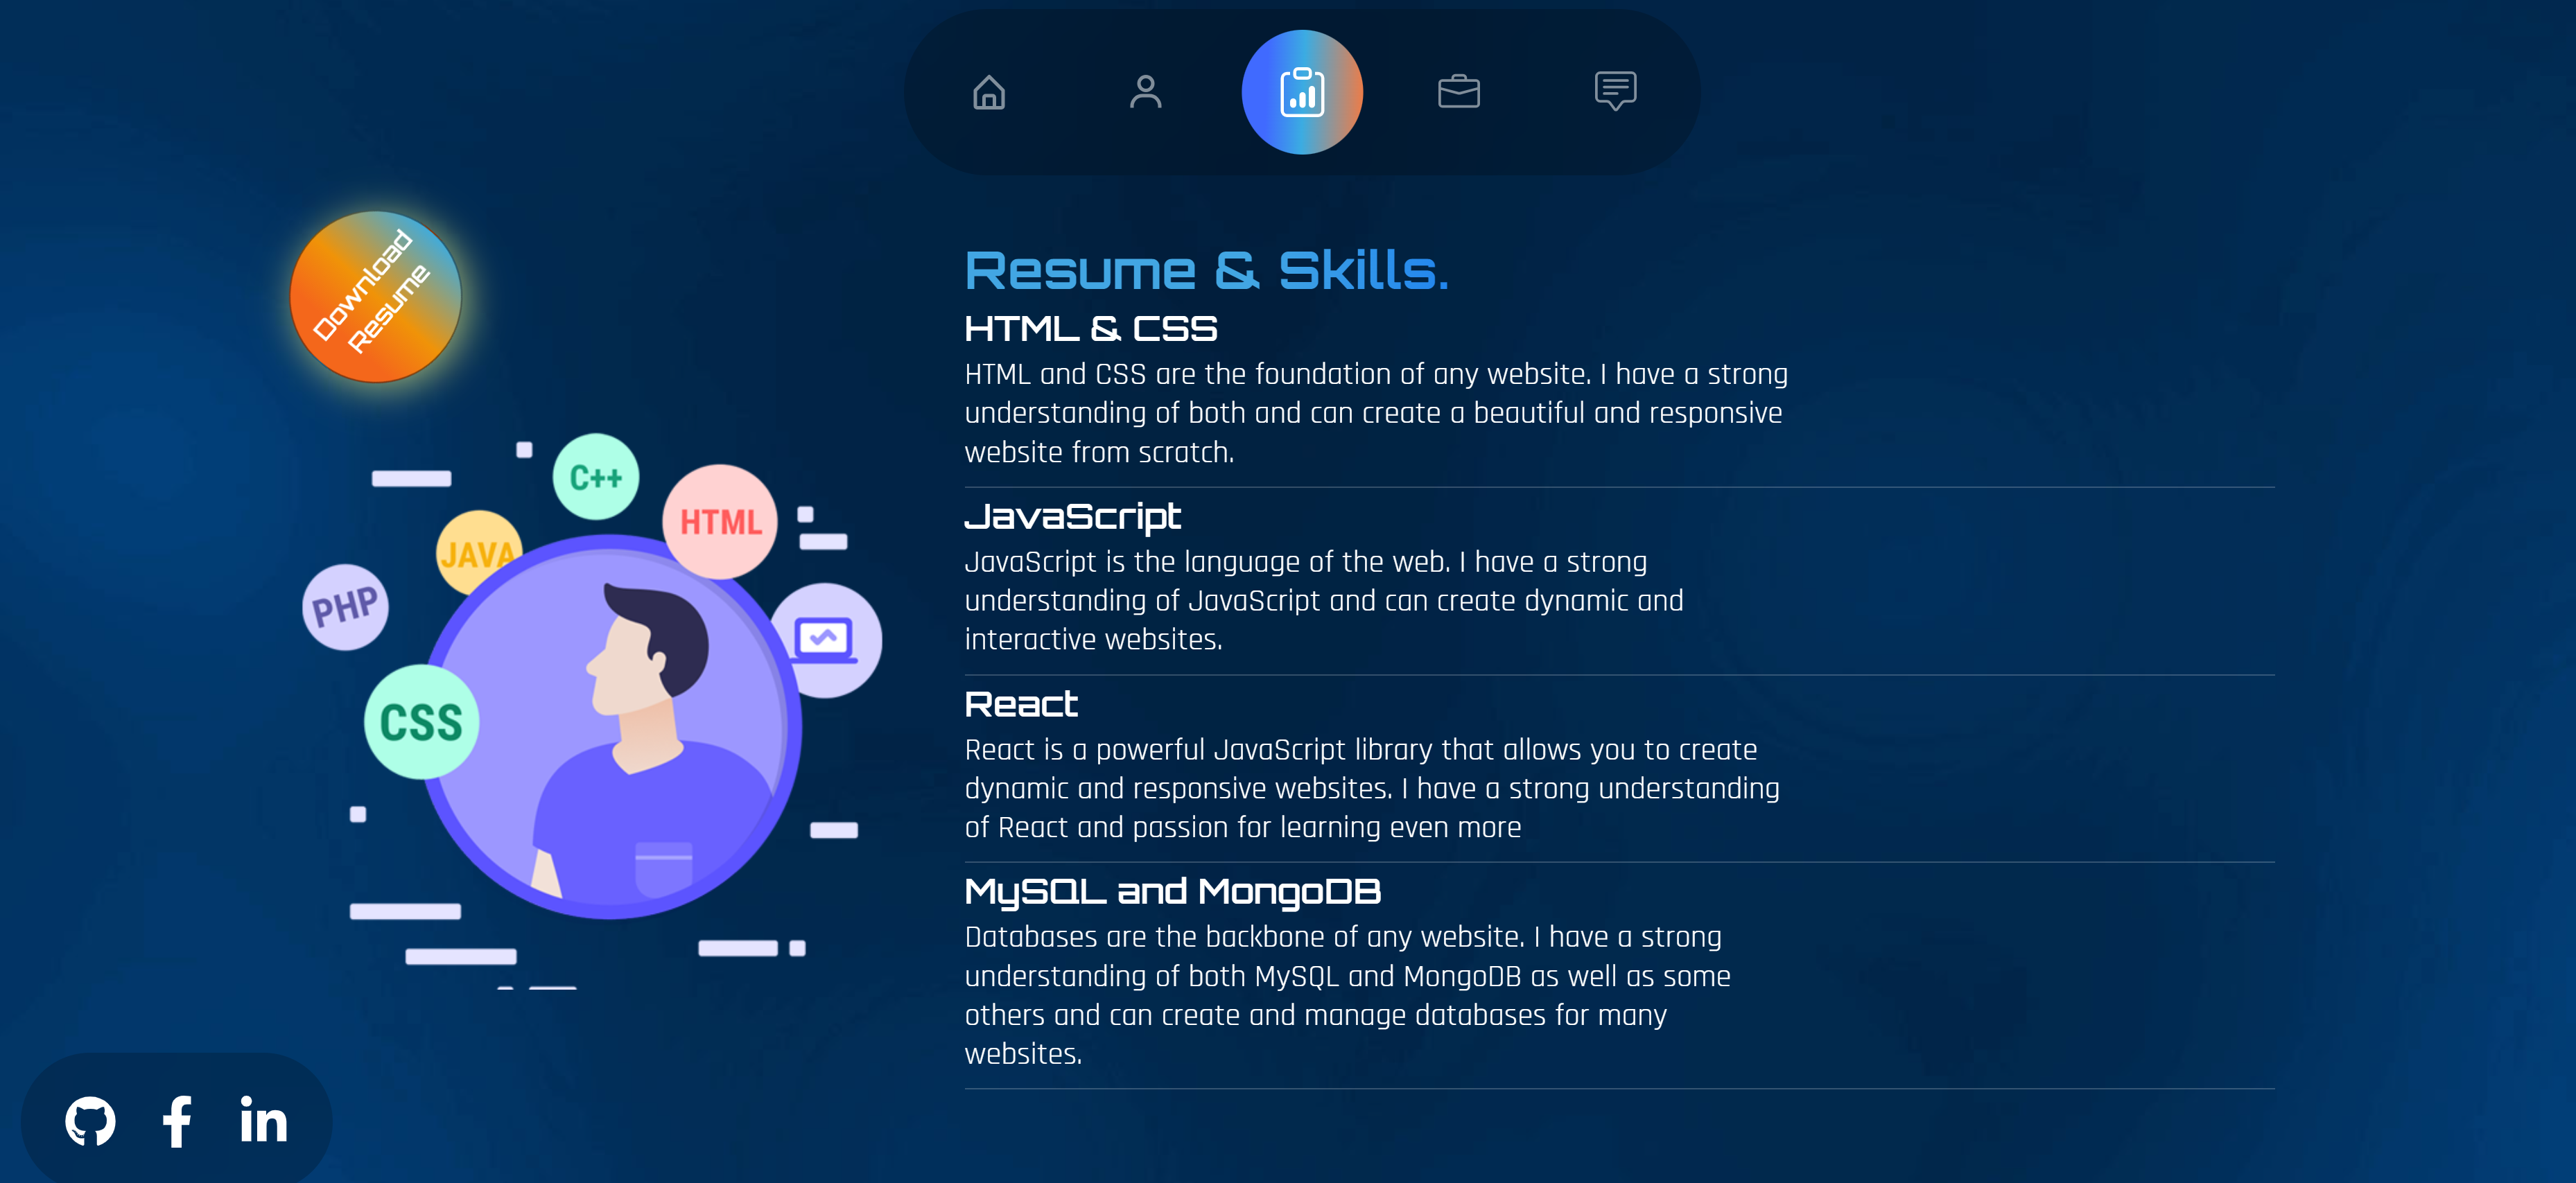 Download
Resume
C++
HTML
JAVA
PHP
CSS
Resume & Skills.
HTML & CSS
HTML and CSS are the foundation of any website. I have a strong
understanding of both and can create a beautiful and responsive
website from scratch.
JavaScript
JavaScript is the language of the web. I have a strong
understanding of JavaScript and can create dynamic and
interactive websites.
React
React is a powerful JavaScript library that allows you to create
dynamic and responsive websites. I have a strong understanding
of React and passion for learning even more
MySQL and MongoDB
Databases are the backbone of any website. I have a strong
understanding of both MySQL and MongoDB as well as some
others and can create and manage databases for many
websites.
in